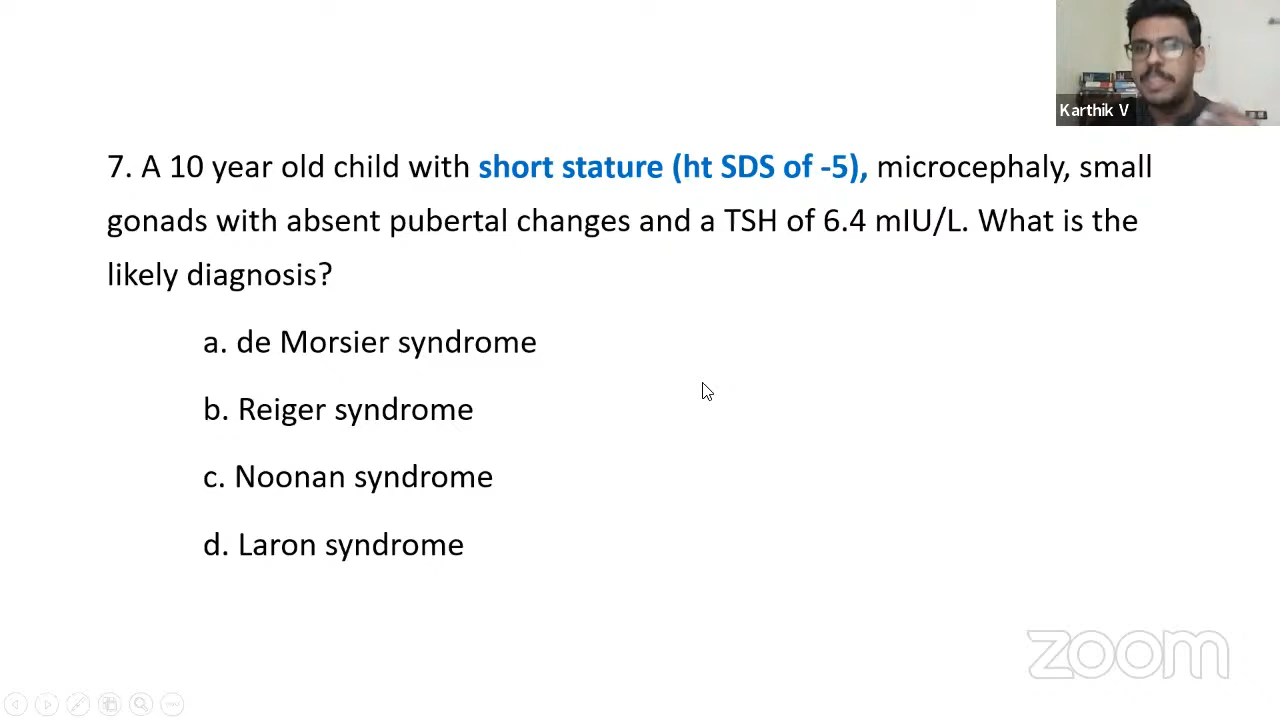 Karthik V
7. A 10 year old child with short stature (ht SDS of -5), microcephaly, small
gonads with absent pubertal changes and a TSH of 6.4 mIU/L. What is the
likely diagnosis?
a. de Morsier syndrome
b. Reiger syndrome
c. Noonan syndrome
d. Laron syndrome
zoom